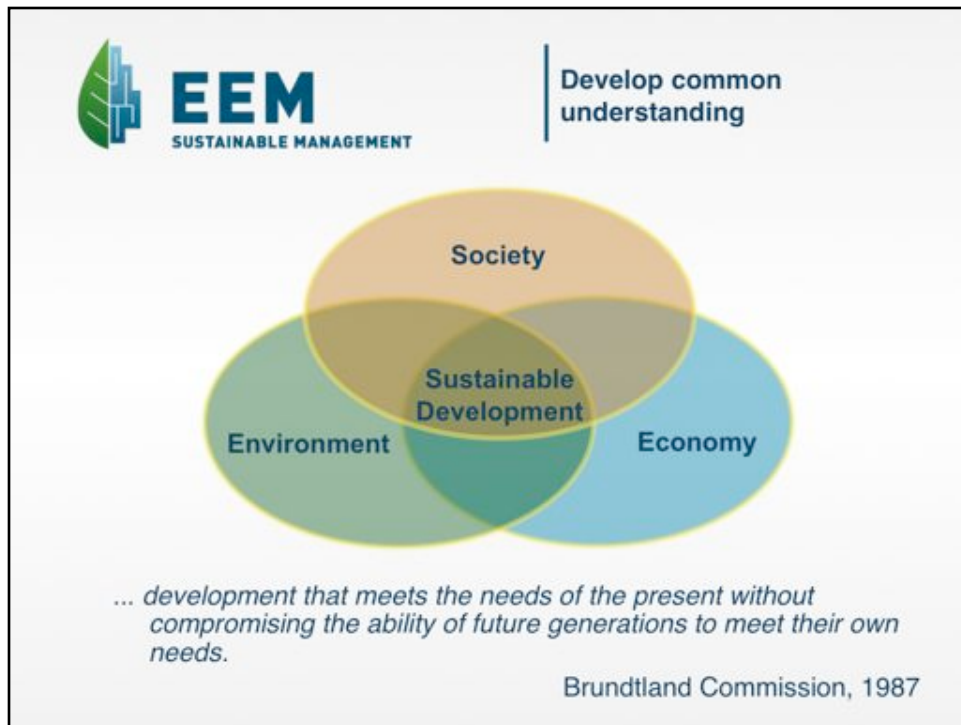 EEM
SUSTAINABLE MANAGEMENT
Develop common
understanding
Society
Sustainable
Development
Environment
Economy
... development that meets the needs of the present without
compromising the ability of future generations to meet their own
needs.
Brundtland Commission, 1987